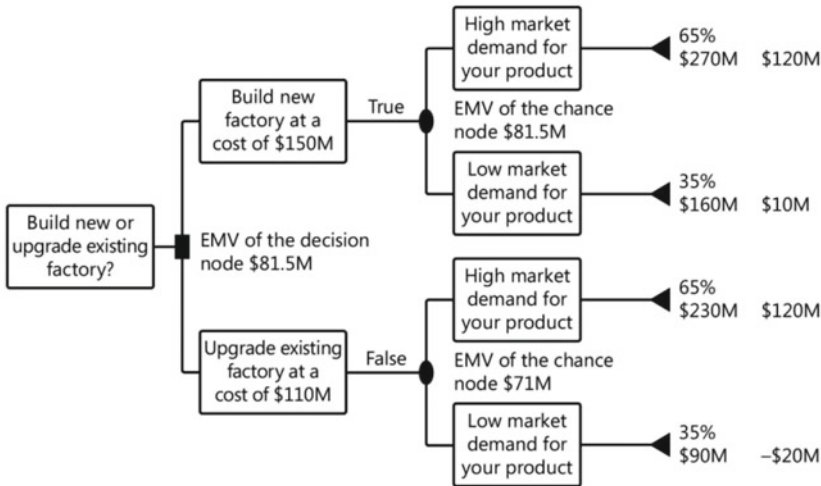 Build new or
upgrade existing
factory?
EMV of the decision
node $81.5M
Build new
factory at a
cost of $150M
True
High market
demand for
your product
65%
$270M $120M
EMV of the chance
node $81.5M
Low market
demand for
your product
35%
$160M $10M
Upgrade existing
factory at a
cost of $110M
False
High market
demand for
your product
65%
$230M $120M
EMV of the chance
node $71M
Low market
demand for
your product
35%
$90M –$20M